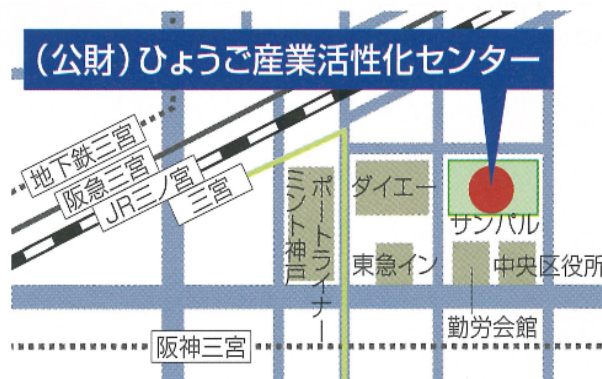 (公財)ひょうご産業活性化センター
地下鉄三宮
阪急三宮
JR三ノ宮
三宮
ミント神戸
ポートライナー
ダイエー
サンパル
東急イン
中央区役所
勤労会館
阪神三宮